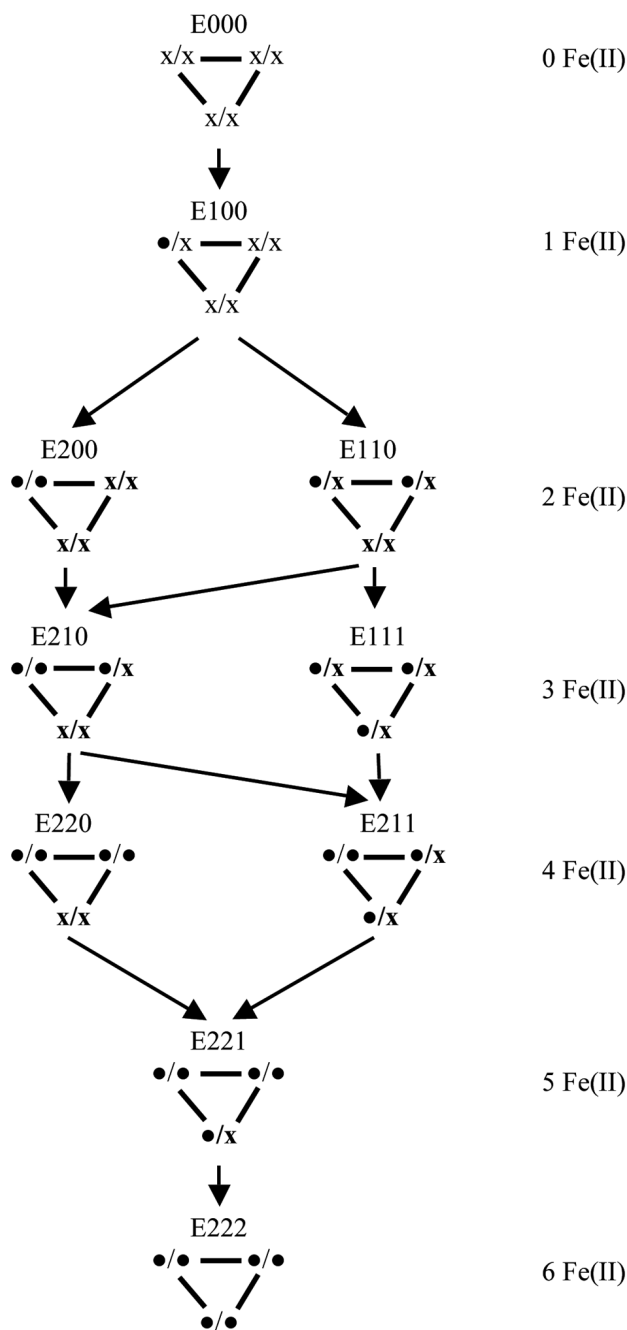 E000
x/x x/x 0 Fe(II)
x/x
E100
●/x x/x 1 Fe(II)
x/x
E200 E110
●/● x/x ●/x ●/x 2 Fe(II)
x/x x/x
E210 E111
●/● ●/x ●/x ●/x 3 Fe(II)
x/x ●/x
E220 E211
●/● ●/● ●/● ●/x 4 Fe(II)
x/x ●/x
E221
●/● ●/● 5 Fe(II)
●/x
E222
●/● ●/● 6 Fe(II)
●/●